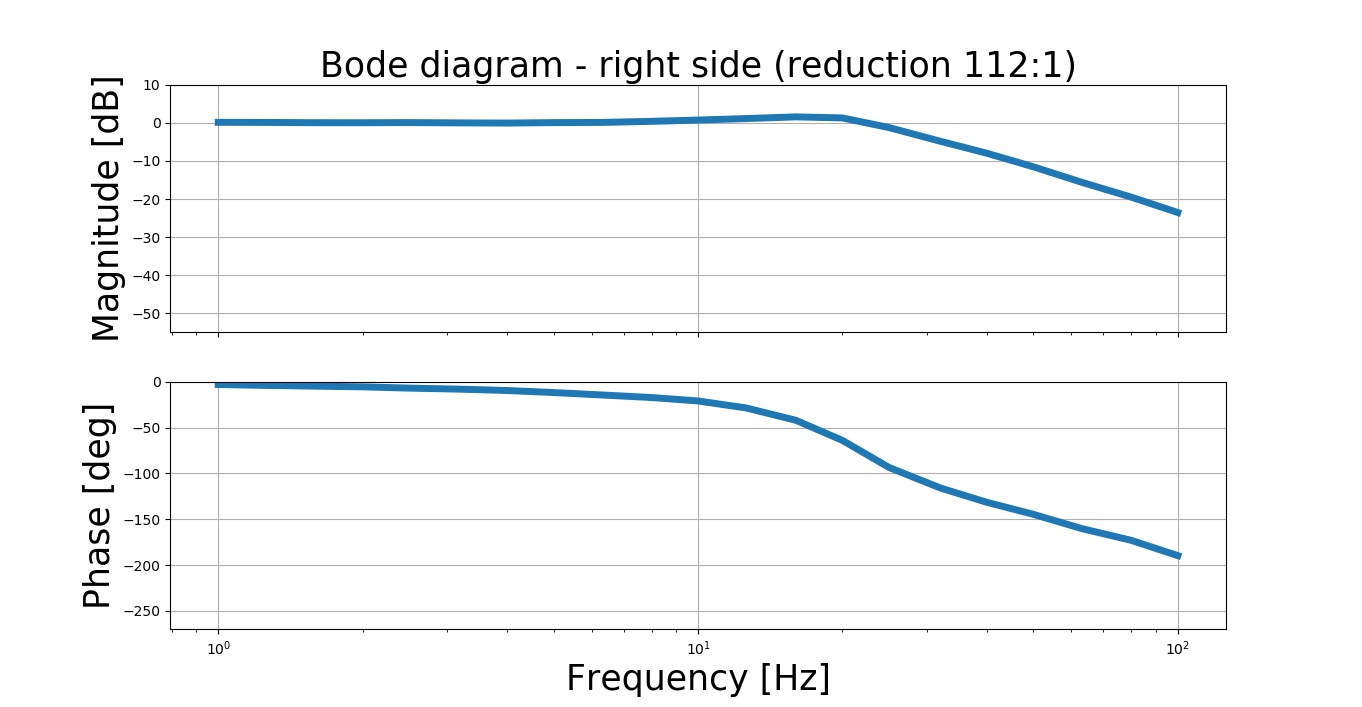 Bode diagram - right side (reduction 112:1)
Magnitude [dB]
10
0
−10
−20
−30
−40
−50
Phase [deg]
0
−50
−100
−150
−200
−250
10⁰ 10¹ 10²
Frequency [Hz]